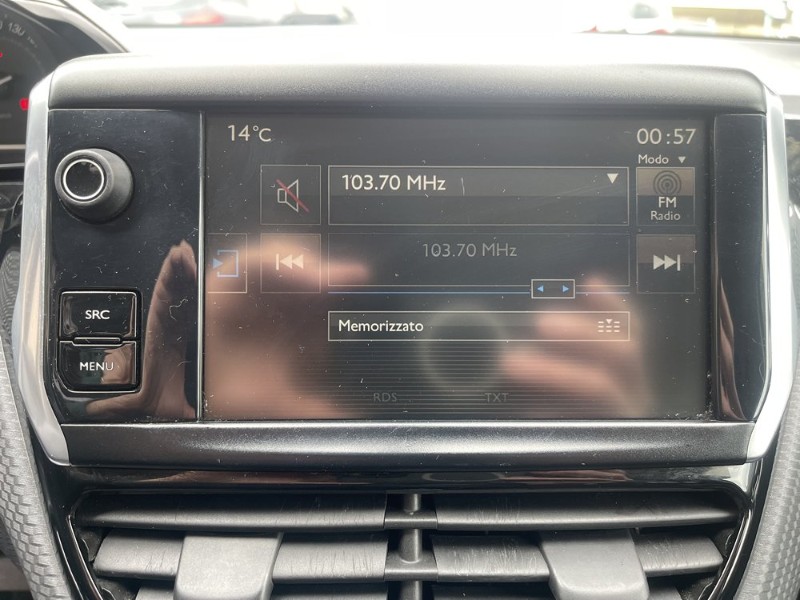 14°C
00:57
Modo
103.70 MHz
FM
Radio
103.70 MHz
SRC
Memorizzato
MENU
RDS
TXT